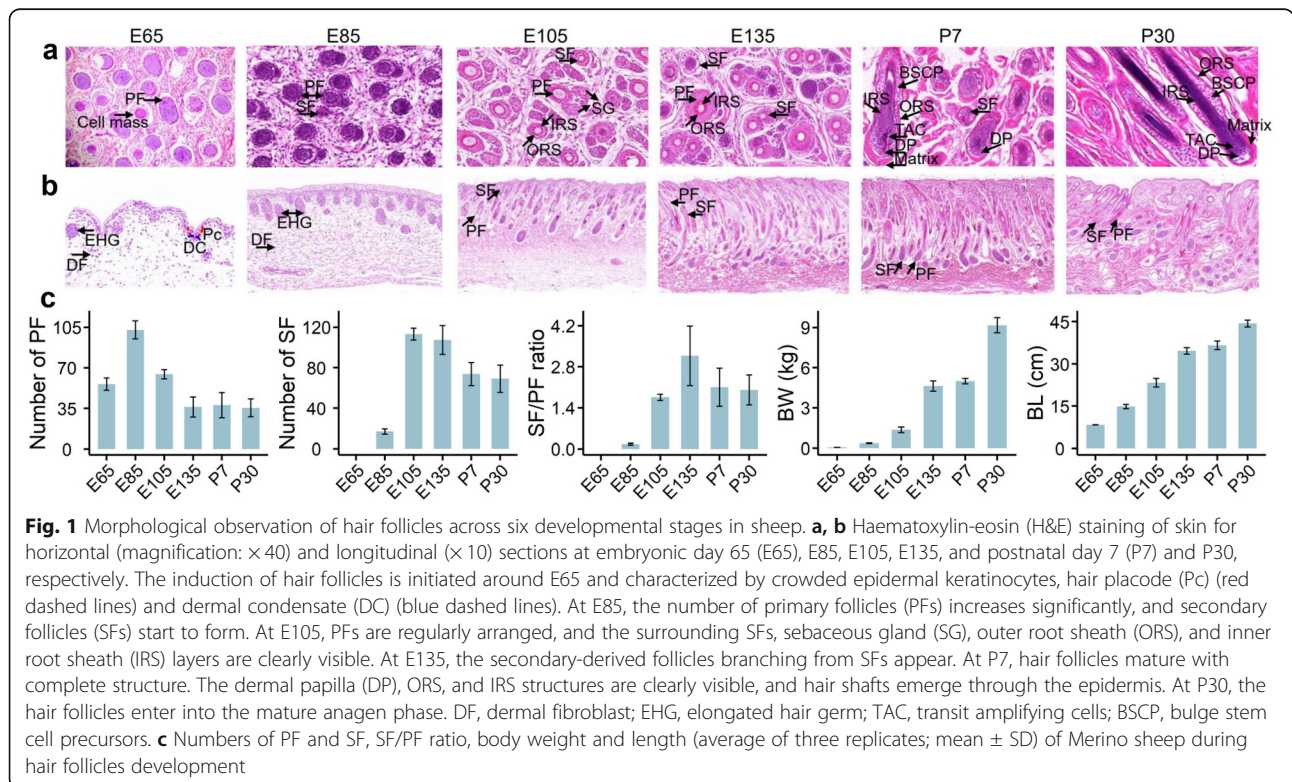 E65 E85 E105 E135 P7 P30
a
PF
Cell mass
PF
SF
SF
PF
SG
IRS
ORS
SF
PF
IRS
SF
ORS
BSCP
IRS
ORS
SF
TAC
DP
DP
Matrix
ORS
BSCP
IRS
Matrix
TAC
DP
b
EHG
Pc
DC
DF
EHG
DF
SF
PF
PF
SF
SF PF
SF PF
c
Number of PF
105
70
35
0
E65 E85 E105 E135 P7 P30
Number of SF
120
80
40
0
E65 E85 E105 E135 P7 P30
SF/PF ratio
4.2
2.8
1.4
0.0
E65 E85 E105 E135 P7 P30
BW (kg)
9
6
3
0
E65 E85 E105 E135 P7 P30
BL (cm)
45
30
15
0
E65 E85 E105 E135 P7 P30
Fig. 1 Morphological observation of hair follicles across six developmental stages in sheep. a, b Haematoxylin-eosin (H&E) staining of skin for
horizontal (magnification: × 40) and longitudinal (× 10) sections at embryonic day 65 (E65), E85, E105, E135, and postnatal day 7 (P7) and P30,
respectively. The induction of hair follicles is initiated around E65 and characterized by crowded epidermal keratinocytes, hair placode (Pc) (red
dashed lines) and dermal condensate (DC) (blue dashed lines). At E85, the number of primary follicles (PFs) increases significantly, and secondary
follicles (SFs) start to form. At E105, PFs are regularly arranged, and the surrounding SFs, sebaceous gland (SG), outer root sheath (ORS), and inner
root sheath (IRS) layers are clearly visible. At E135, the secondary-derived follicles branching from SFs appear. At P7, hair follicles mature with
complete structure. The dermal papilla (DP), ORS, and IRS structures are clearly visible, and hair shafts emerge through the epidermis. At P30, the
hair follicles enter into the mature anagen phase. DF, dermal fibroblast; EHG, elongated hair germ; TAC, transit amplifying cells; BSCP, bulge stem
cell precursors. c Numbers of PF and SF, SF/PF ratio, body weight and length (average of three replicates; mean ± SD) of Merino sheep during
hair follicles development